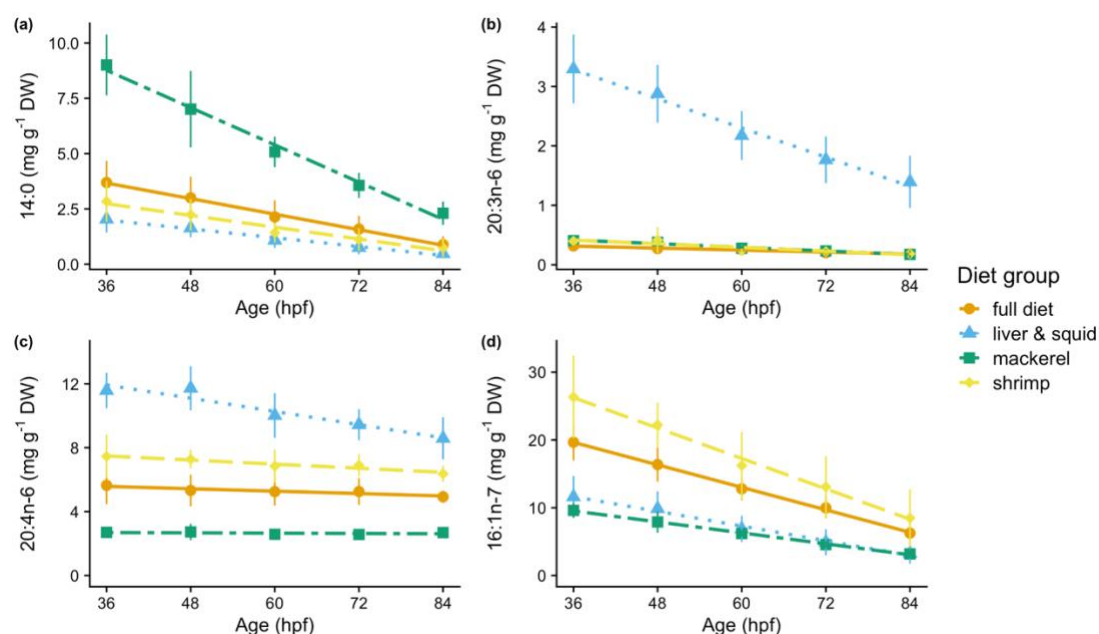 (a)
14:0 (mg g⁻¹ DW)
10.0
7.5
5.0
2.5
0.0
36 48 60 72 84
Age (hpf)
(b)
20:3n-6 (mg g⁻¹ DW)
4
3
2
1
0
36 48 60 72 84
Age (hpf)
(c)
20:4n-6 (mg g⁻¹ DW)
12
8
4
0
36 48 60 72 84
Age (hpf)
(d)
16:1n-7 (mg g⁻¹ DW)
30
20
10
0
36 48 60 72 84
Age (hpf)
Diet group
full diet
liver & squid
mackerel
shrimp